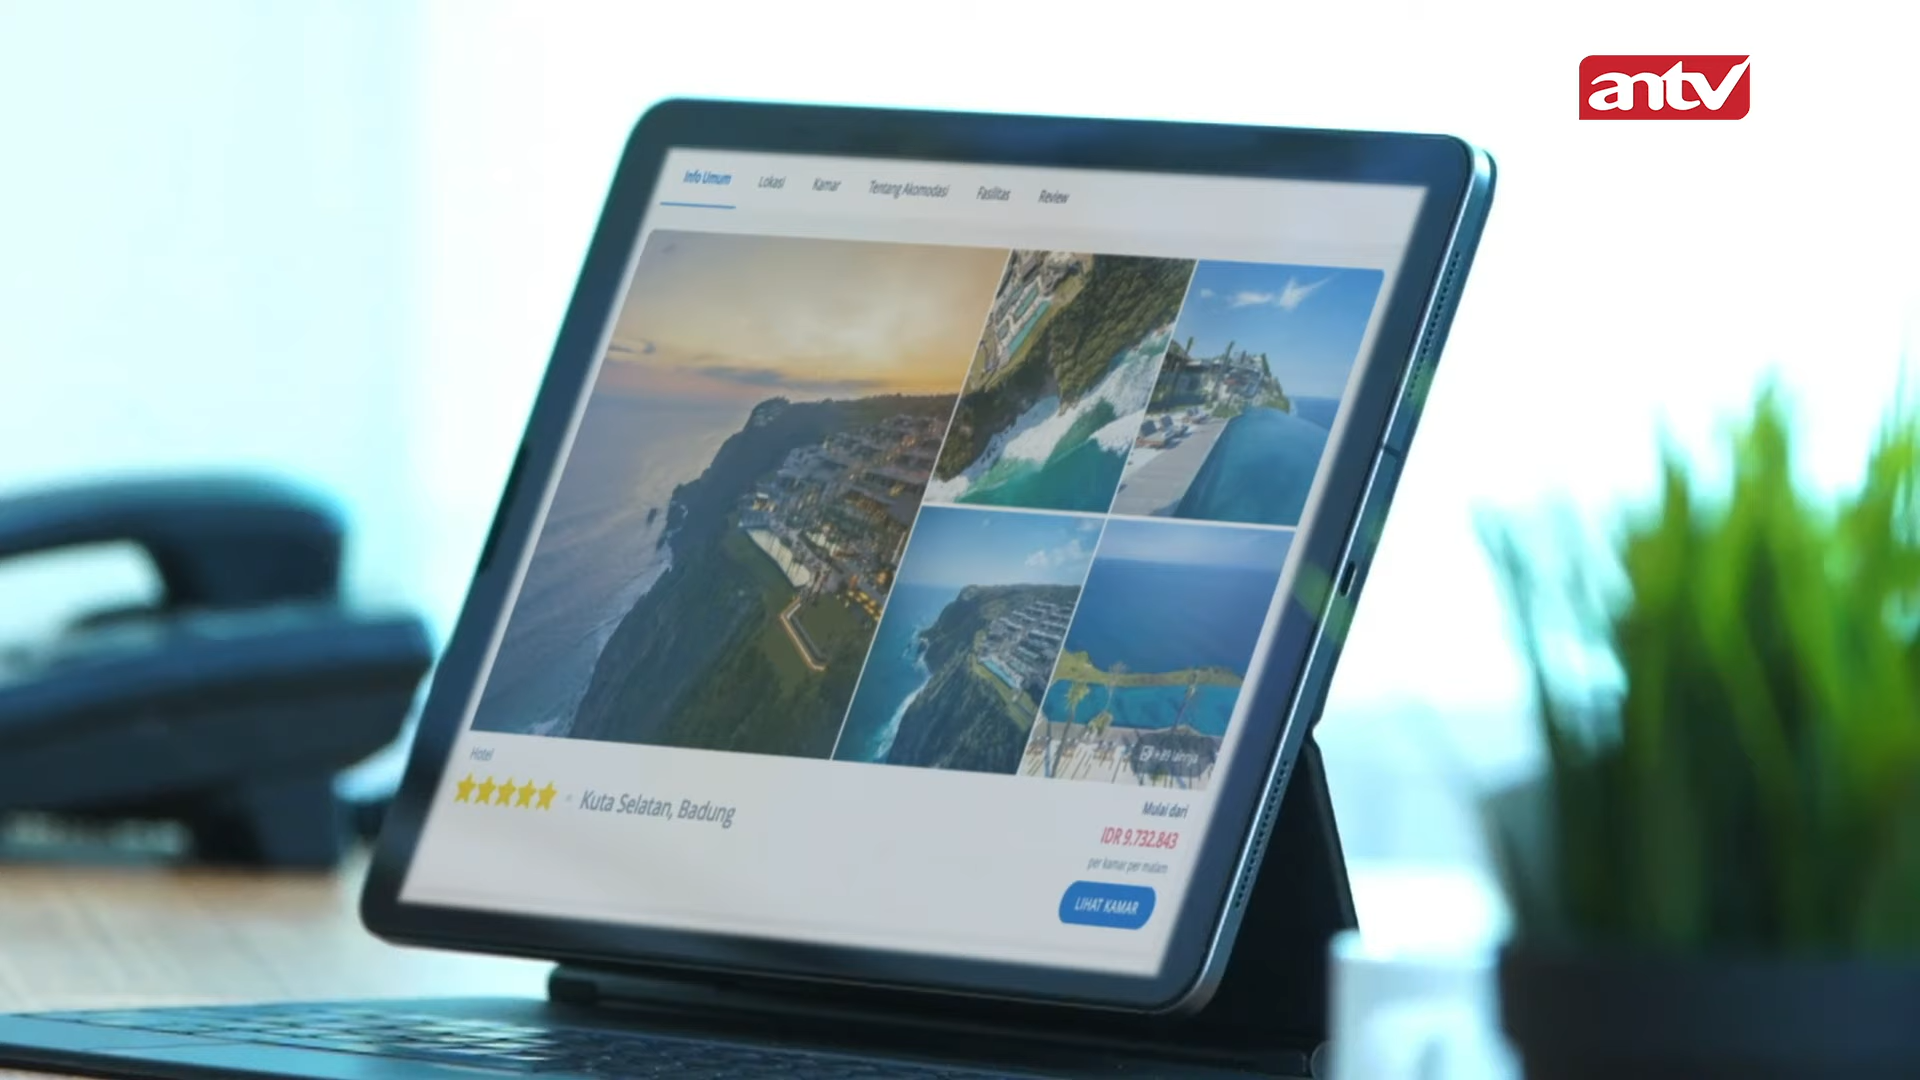 antv
Info Umum Lokasi Kamar Tentang Akomodasi Fasilitas Review
Hotel
Kuta Selatan, Badung
Mulai dari
IDR 9.732.843
per kamar per malam
LIHAT KAMAR